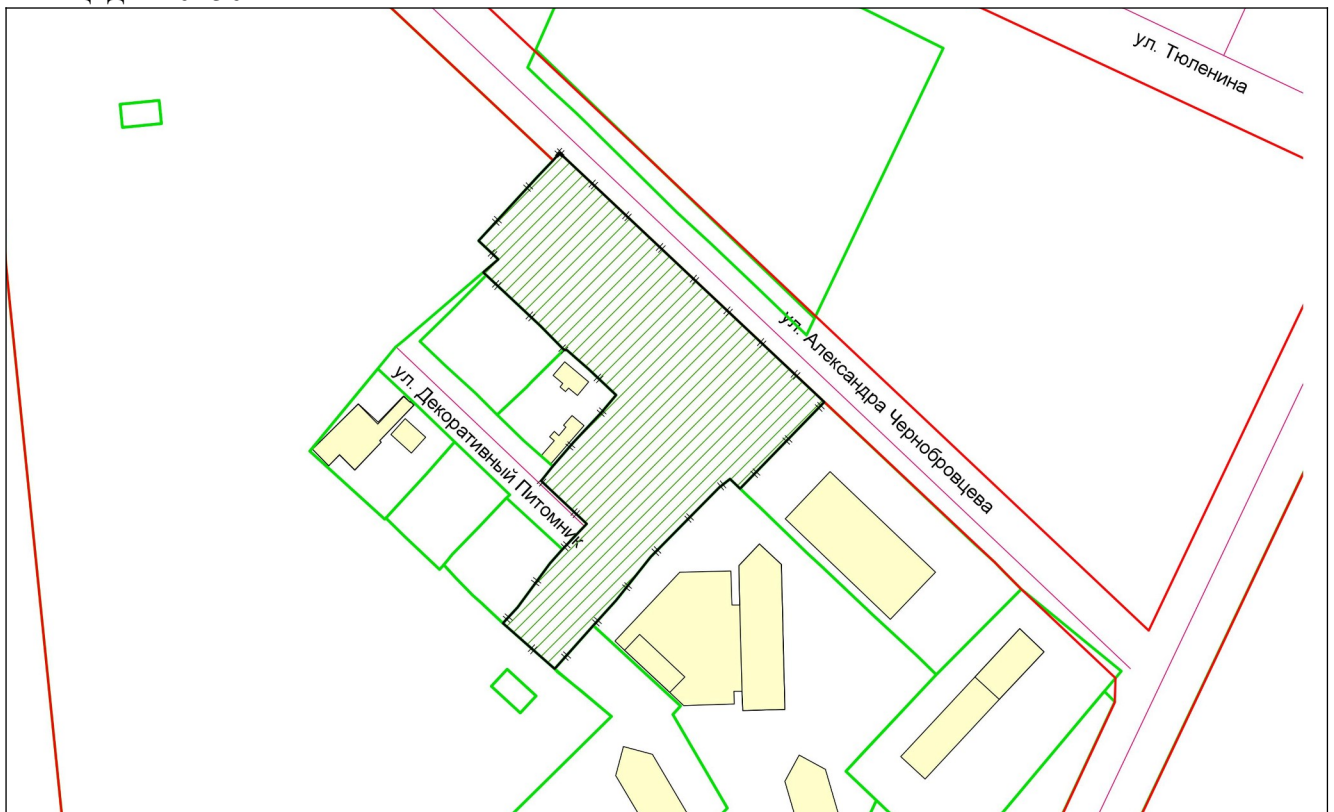 ул. Тюленина
ул. Александра Чернобровцева
ул. Декоративный Питомник